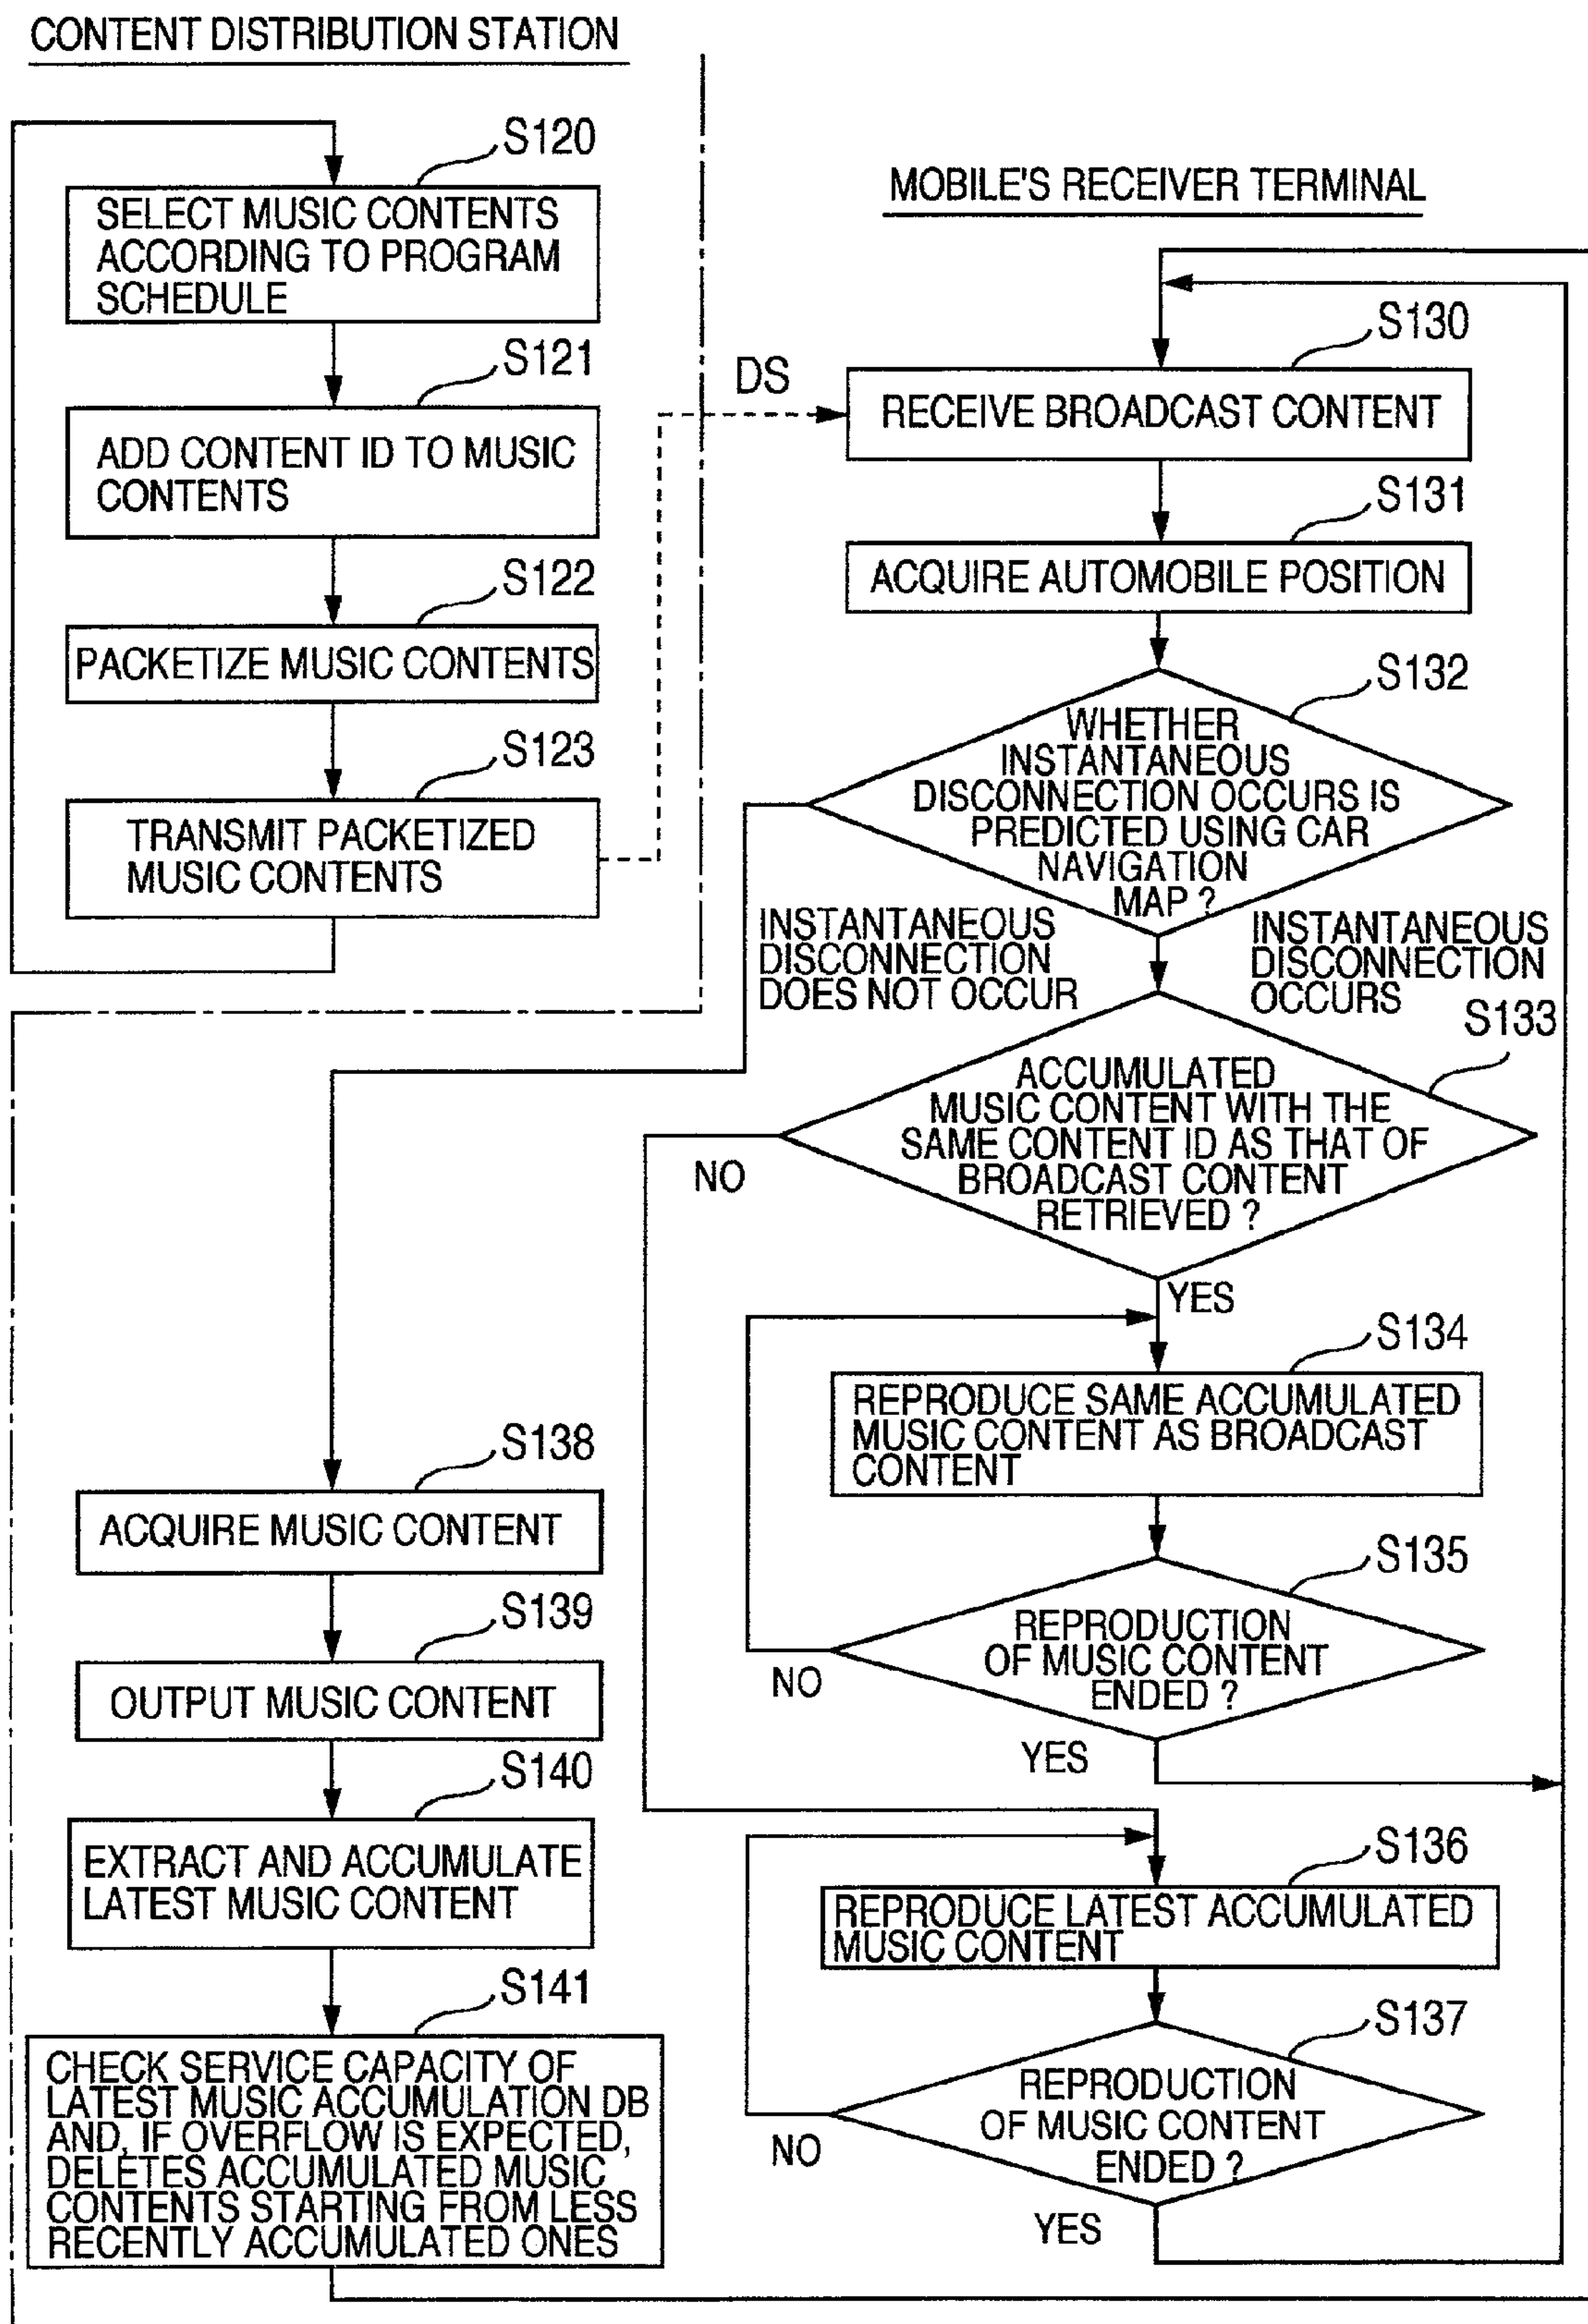 CONTENT DISTRIBUTION STATION
S120
SELECT MUSIC CONTENTS
ACCORDING TO PROGRAM
SCHEDULE
S121
ADD CONTENT ID TO MUSIC
CONTENTS
S122
PACKETIZE MUSIC CONTENTS
S123
TRANSMIT PACKETIZED
MUSIC CONTENTS
DS
MOBILE'S RECEIVER TERMINAL
S130
RECEIVE BROADCAST CONTENT
S131
ACQUIRE AUTOMOBILE POSITION
S132
WHETHER
INSTANTANEOUS
DISCONNECTION OCCURS IS
PREDICTED USING CAR
NAVIGATION
MAP ?
INSTANTANEOUS
DISCONNECTION
DOES NOT OCCUR
INSTANTANEOUS
DISCONNECTION
OCCURS
S133
ACCUMULATED
MUSIC CONTENT WITH THE
SAME CONTENT ID AS THAT OF
BROADCAST CONTENT
RETRIEVED ?
NO
YES
S134
REPRODUCE SAME ACCUMULATED
MUSIC CONTENT AS BROADCAST
CONTENT
S135
REPRODUCTION
OF MUSIC CONTENT
ENDED ?
NO
YES
S136
REPRODUCE LATEST ACCUMULATED
MUSIC CONTENT
S137
REPRODUCTION
OF MUSIC CONTENT
ENDED ?
NO
YES
S138
ACQUIRE MUSIC CONTENT
S139
OUTPUT MUSIC CONTENT
S140
EXTRACT AND ACCUMULATE
LATEST MUSIC CONTENT
S141
CHECK SERVICE CAPACITY OF
LATEST MUSIC ACCUMULATION DB
AND, IF OVERFLOW IS EXPECTED,
DELETES ACCUMULATED MUSIC
CONTENTS STARTING FROM LESS
RECENTLY ACCUMULATED ONES